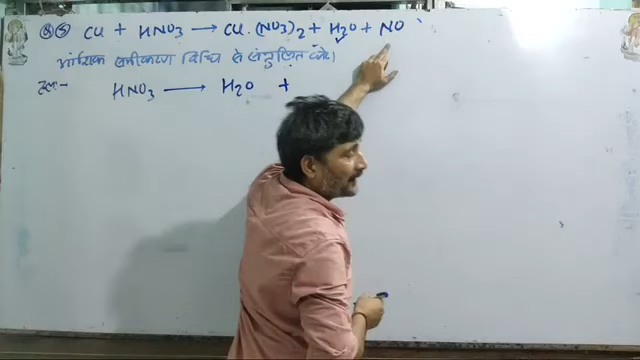 Cu + HNO3 → Cu.(NO3)2 + H2O + NO
आंशिक समीकरण विधि से संतुलित करें।
हलः- HNO3 → H2O +